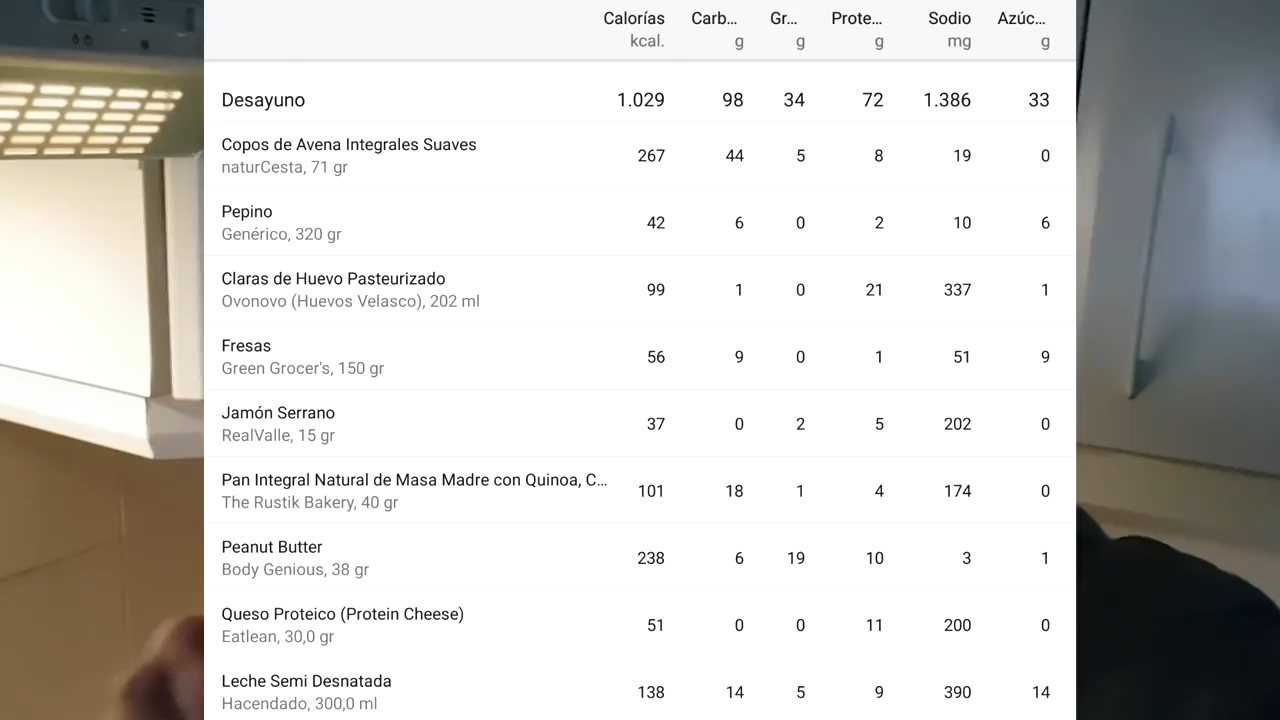 Calorías Carb... Gr... Prote... Sodio Azúc...
kcal. g g g mg g
Desayuno 1.029 98 34 72 1.386 33
Copos de Avena Integrales Suaves
naturCesta, 71 gr
267 44 5 8 19 0
Pepino
Genérico, 320 gr
42 6 0 2 10 6
Claras de Huevo Pasteurizado
Ovonovo (Huevos Velasco), 202 ml
99 1 0 21 337 1
Fresas
Green Grocer's, 150 gr
56 9 0 1 51 9
Jamón Serrano
RealValle, 15 gr
37 0 2 5 202 0
Pan Integral Natural de Masa Madre con Quinoa, C...
The Rustik Bakery, 40 gr
101 18 1 4 174 0
Peanut Butter
Body Genious, 38 gr
238 6 19 10 3 1
Queso Proteico (Protein Cheese)
Eatlean, 30,0 gr
51 0 0 11 200 0
Leche Semi Desnatada
Hacendado, 300,0 ml
138 14 5 9 390 14